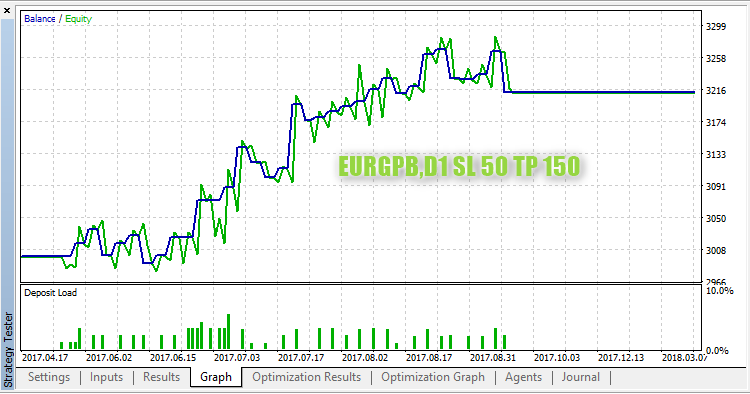 Balance / Equity
3299
3258
3216
3174
3133
3091
3050
3008
2966
EURGPB,D1 SL 50 TP 150
Deposit Load
10.0%
0.0%
2017.04.17 2017.06.02 2017.06.15 2017.07.03 2017.07.17 2017.08.02 2017.08.17 2017.08.31 2017.10.03 2017.12.13 2018.03.07
Strategy Tester
Settings Inputs Results Graph Optimization Results Optimization Graph Agents Journal